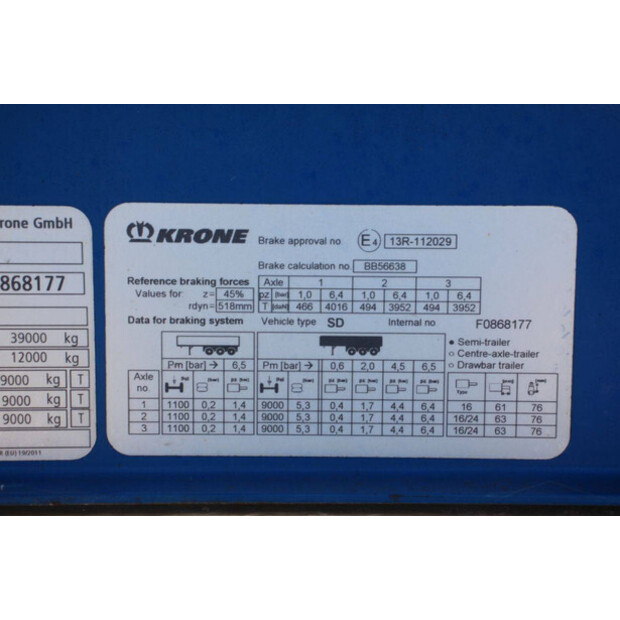 rone GmbH
868177
39000 kg
12000 kg
9000 kg T
9000 kg T
9000 kg T
(EU) 19/2011
KRONE
Brake approval no E4 13R-112029
Brake calculation no. BB56638
Reference braking forces
Values for z= 45%
rdyn= 518mm
Axle 1 2 3
pz [bar] 1,0 6,4 1,0 6,4 1,0 6,4
T [daN] 466 4016 494 3952 494 3952
Data for braking system Vehicle type SD Internal no F0868177
Semi-trailer
Centre-axle-trailer
Drawbar trailer
Pm [bar] → 6,5 Pm [bar] → 0,6 2,0 4,5 6,5
Axle no. Type
1 1100 0,2 1,4 9000 5,3 0,4 1,7 4,4 6,4 16 61 76
2 1100 0,2 1,4 9000 5,3 0,4 1,7 4,4 6,4 16/24 63 76
3 1100 0,2 1,4 9000 5,3 0,4 1,7 4,4 6,4 16/24 63 76